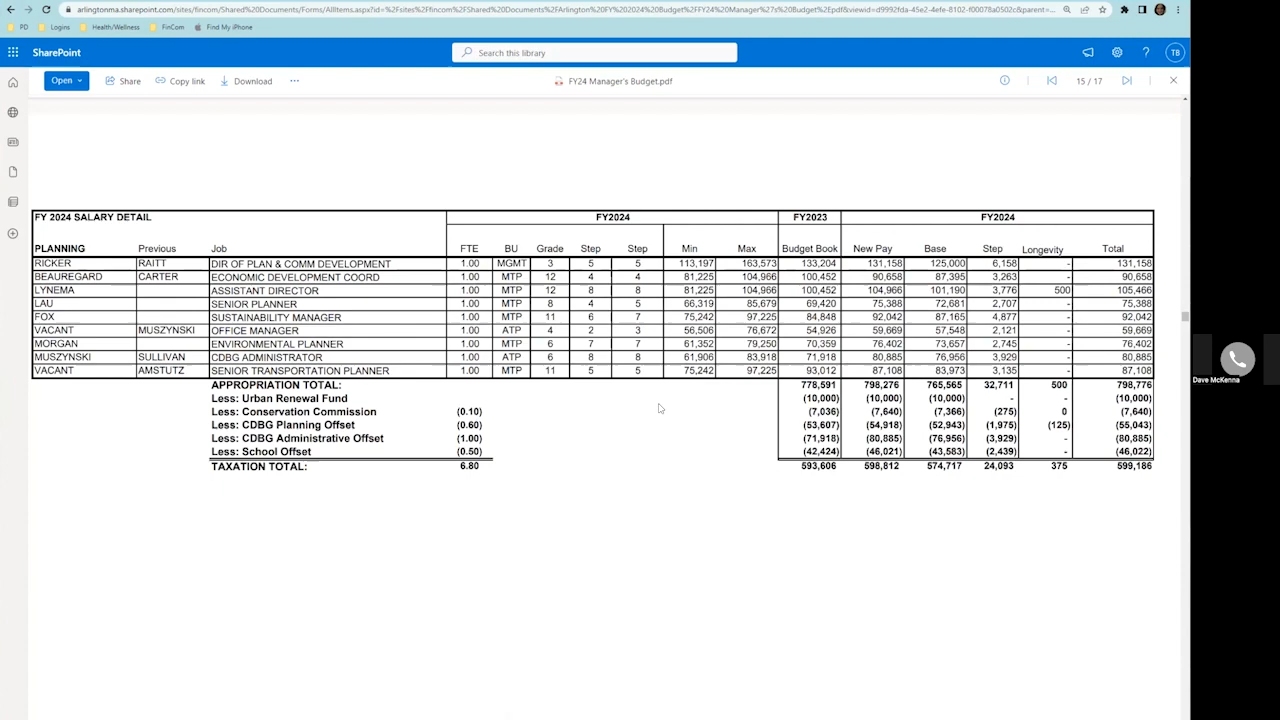 arlingtonma.sharepoint.com/sites/fincom/Shared%20Documents/Forms/AllItems.aspx?id=%2Fsites%2Ffincom%2FShared%20Documents%2FArlington%20FY%202024%20Budget%2FFY24%20Manager%27s%20Budget%2Epdf&viewid=d9992fda-45e2-4efe-8102-f00078a0502c&parent=...
PD Logins Health/Wellness FinCom Find My iPhone
SharePoint Search this library ? TB
Open Share Copy link Download ... FY24 Manager's Budget.pdf 15 / 17
FY 2024 SALARY DETAIL FY2024 FY2023 FY2024
PLANNING Previous Job FTE BU Grade Step Step Min Max Budget Book New Pay Base Step Longevity Total
RICKER RAITT DIR OF PLAN & COMM DEVELOPMENT 1.00 MGMT 3 5 5 113,197 163,573 133,204 131,158 125,000 6,158 - 131,158
BEAUREGARD CARTER ECONOMIC DEVELOPMENT COORD 1.00 MTP 12 4 4 81,225 104,966 100,452 90,658 87,395 3,263 - 90,658
LYNEMA ASSISTANT DIRECTOR 1.00 MTP 12 8 8 81,225 104,966 100,452 104,966 101,190 3,776 500 105,466
LAU SENIOR PLANNER 1.00 MTP 8 4 5 66,319 85,679 69,420 75,388 72,681 2,707 - 75,388
FOX SUSTAINABILITY MANAGER 1.00 MTP 11 6 7 75,242 97,225 84,848 92,042 87,165 4,877 - 92,042
VACANT MUSZYNSKI OFFICE MANAGER 1.00 ATP 4 2 3 56,506 76,672 54,926 59,669 57,548 2,121 - 59,669
MORGAN ENVIRONMENTAL PLANNER 1.00 MTP 6 7 7 61,352 79,250 70,359 76,402 73,657 2,745 - 76,402
MUSZYNSKI SULLIVAN CDBG ADMINISTRATOR 1.00 ATP 6 8 8 61,906 83,918 71,918 80,885 76,956 3,929 - 80,885
VACANT AMSTUTZ SENIOR TRANSPORTATION PLANNER 1.00 MTP 11 5 5 75,242 97,225 93,012 87,108 83,973 3,135 - 87,108
APPROPRIATION TOTAL: 778,591 798,276 765,565 32,711 500 798,776
Less: Urban Renewal Fund (10,000) (10,000) (10,000) - - (10,000)
Less: Conservation Commission (0.10) (7,036) (7,640) (7,366) (275) 0 (7,640)
Less: CDBG Planning Offset (0.60) (53,607) (54,918) (52,943) (1,975) (125) (55,043)
Less: CDBG Administrative Offset (1.00) (71,918) (80,885) (76,956) (3,929) - (80,885)
Less: School Offset (0.50) (42,424) (46,021) (43,583) (2,439) - (46,022)
TAXATION TOTAL: 6.80 593,606 598,812 574,717 24,093 375 599,186
Dave McKenna